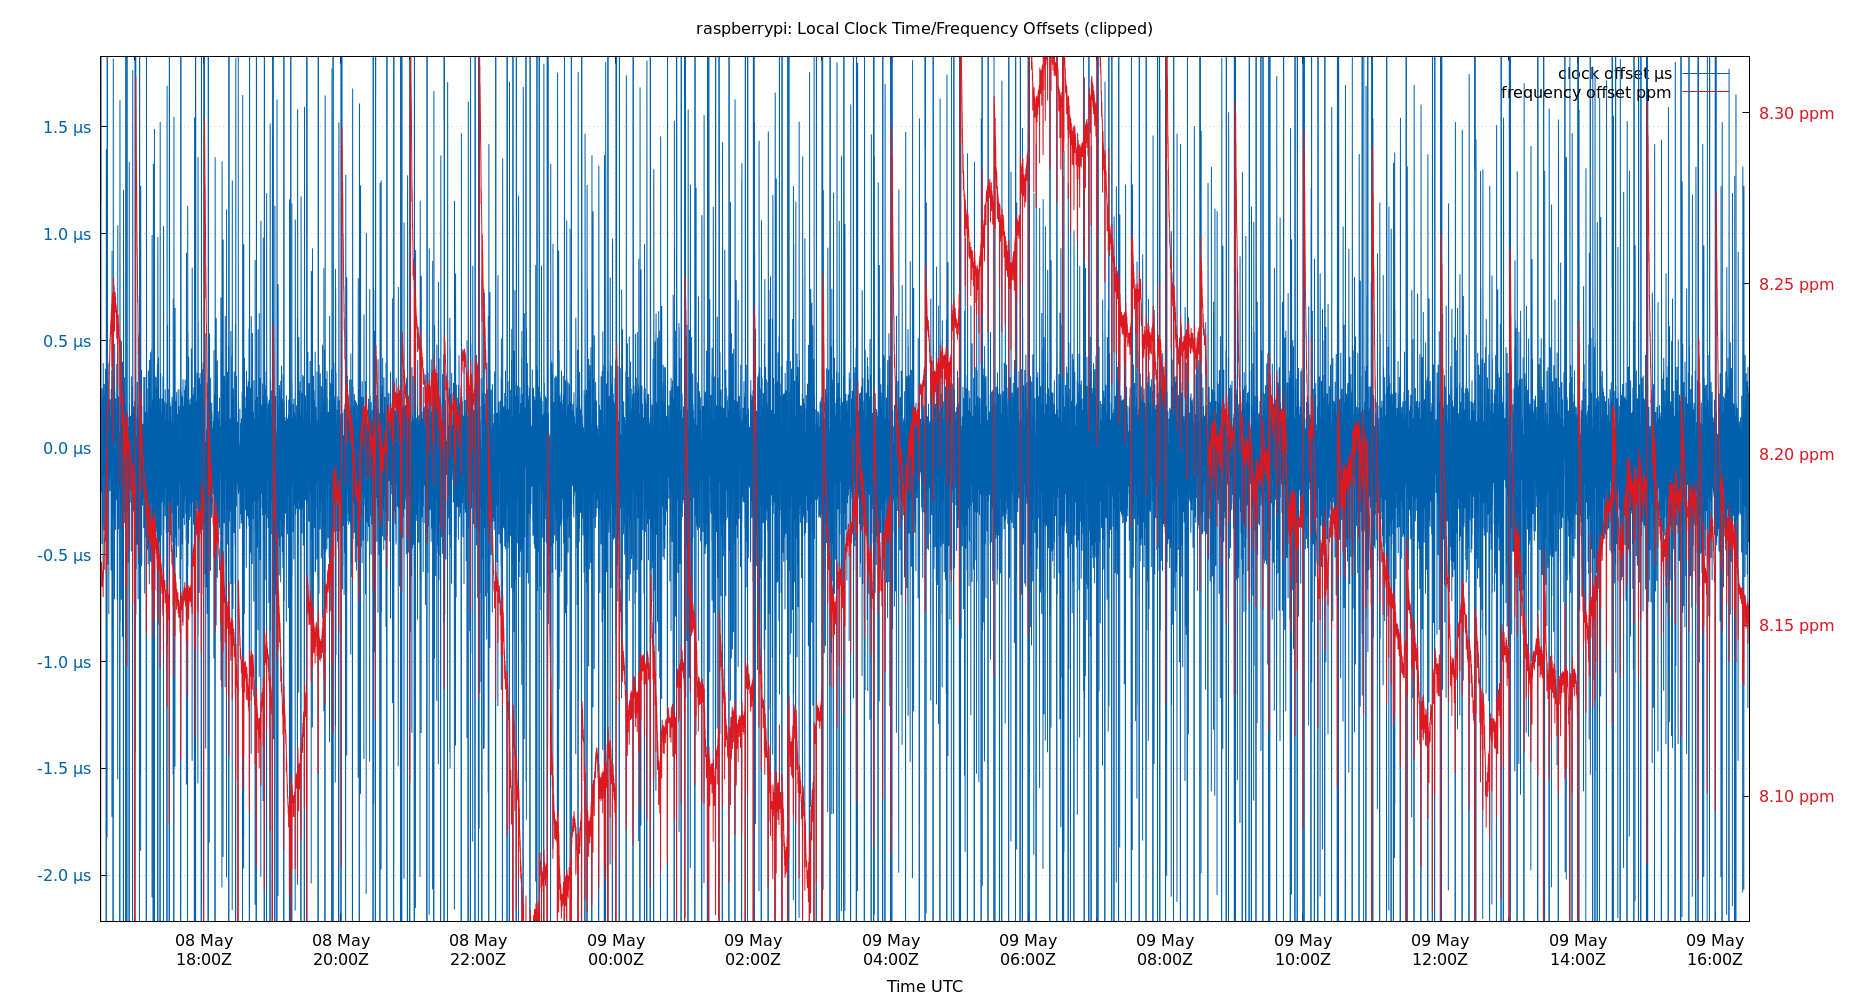 raspberrypi: Local Clock Time/Frequency Offsets (clipped)
clock offset µs
frequency offset ppm
1.5 µs
1.0 µs
0.5 µs
0.0 µs
-0.5 µs
-1.0 µs
-1.5 µs
-2.0 µs
8.30 ppm
8.25 ppm
8.20 ppm
8.15 ppm
8.10 ppm
08 May
18:00Z
08 May
20:00Z
08 May
22:00Z
09 May
00:00Z
09 May
02:00Z
09 May
04:00Z
09 May
06:00Z
09 May
08:00Z
09 May
10:00Z
09 May
12:00Z
09 May
14:00Z
09 May
16:00Z
Time UTC